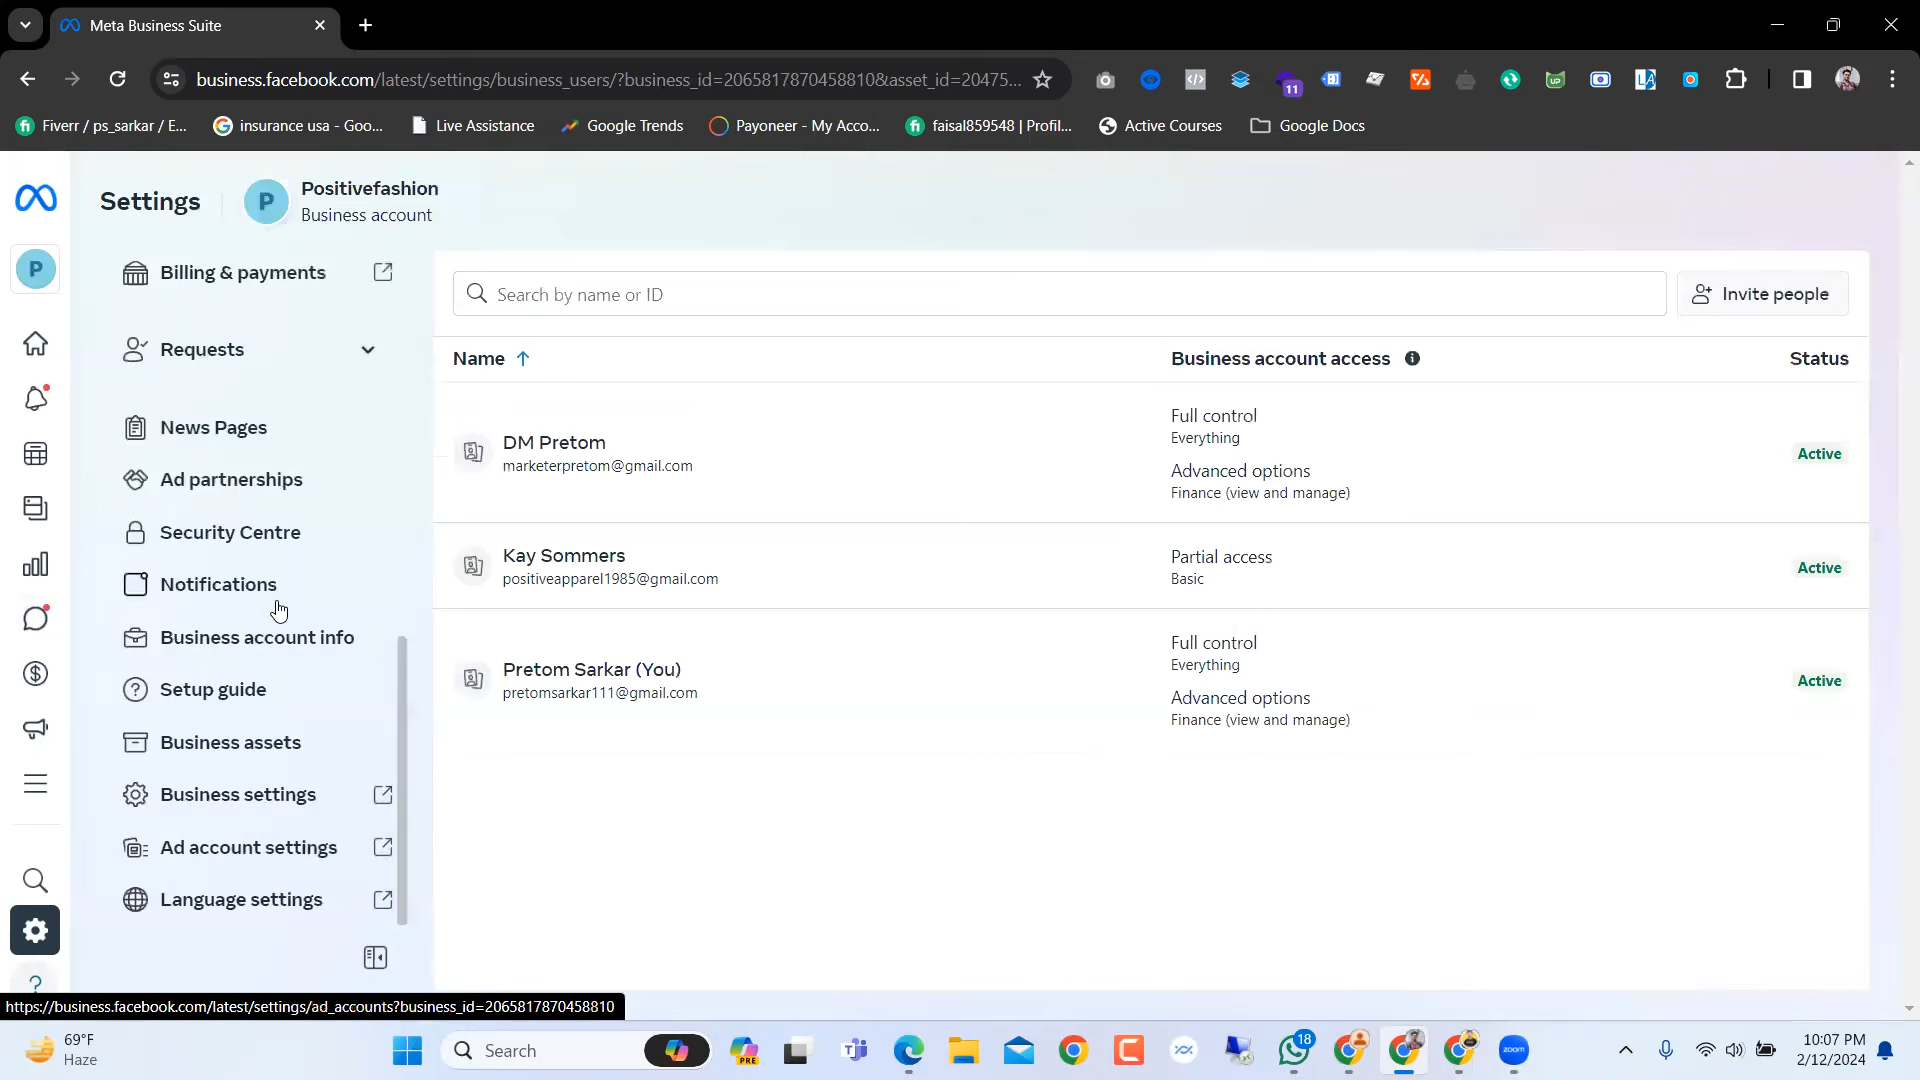 Meta Business Suite
business.facebook.com/latest/settings/business_users/?business_id=2065817870458810&asset_id=20475...
11
Fiverr / ps_sarkar / E...
insurance usa - Goo...
Live Assistance
Google Trends
Payoneer - My Acco...
faisal859548 | Profil...
Active Courses
Google Docs
Settings
P
Positivefashion
Business account
P
Billing & payments
Requests
News Pages
Ad partnerships
Security Centre
Notifications
Business account info
Setup guide
Business assets
Business settings
Ad account settings
Language settings
Search by name or ID
Invite people
Name
Business account access
Status
DM Pretom
marketerpretom@gmail.com
Full control
Everything
Advanced options
Finance (view and manage)
Active
Kay Sommers
positiveapparel1985@gmail.com
Partial access
Basic
Active
Pretom Sarkar (You)
pretomsarkar111@gmail.com
Full control
Everything
Advanced options
Finance (view and manage)
Active
https://business.facebook.com/latest/settings/ad_accounts?business_id=2065817870458810
69°F
Haze
Search
PRE
18
zoom
10:07 PM
2/12/2024